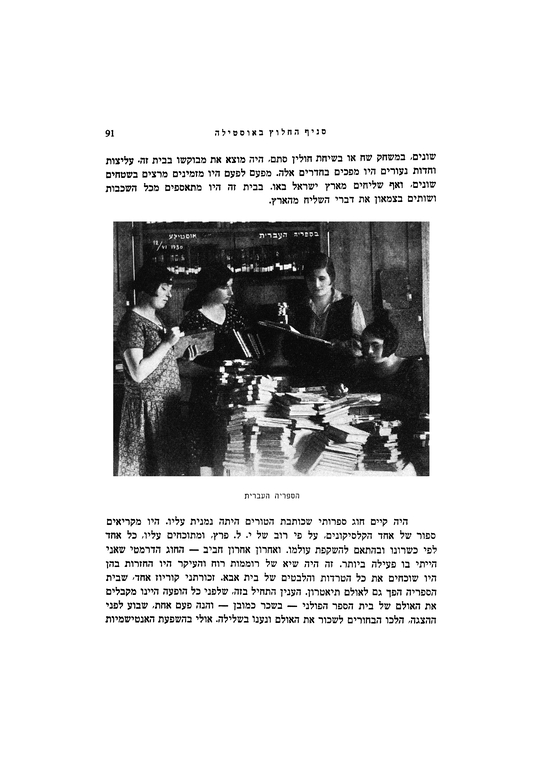 סניף החלוץ באוסטילה 91
שונים, במשחק שח או בשיחת חולין סתם, היה מוצא את מבוקשו בבית זה. עליצות
וחדות נעורים היו מפכים בחדרים אלה. מפעם לפעם היו מזמינים מרצים בשטחים
שונים, ואף שליחים מארץ ישראל באו. בבית זה היו מתאספים מכל השכבות
ושותים בצמאון את דברי השליח מהארץ.
בספריה העברית אוסטילע
18/VI 1930
הספריה העברית
היה קיים חוג ספרותי שכותבת הטורים היתה נמנית עליו. היו מקריאים
ספור של אחד הקלסיקונים, על פי רוב של י. ל. פרץ, ומתוכחים עליו, כל אחד
לפי כשרונו ובהתאם להשקפת עולמו. ואחרון אחרון חביב — החוג הדרמטי שאני
הייתי בו פעילה ביותר. זה היה שיא של רוממות רוח והעיקר היו החזרות בהן
היו שוכחים את כל הטרדות והלבטים של בית אבא. זכורתני קוריוז אחד, שבית
הספריה הפך גם לאולם תיאטרון. הענין התחיל בזה, שלפני כל הופעה היינו מקבלים
את האולם של בית הספר הפולני — בשכר כמובן — והנה פעם אחת, שבוע לפני
ההצגה, הלכו הבחורים לשכור את האולם ונענו בשלילה. אולי בהשפעת האנטישמיות